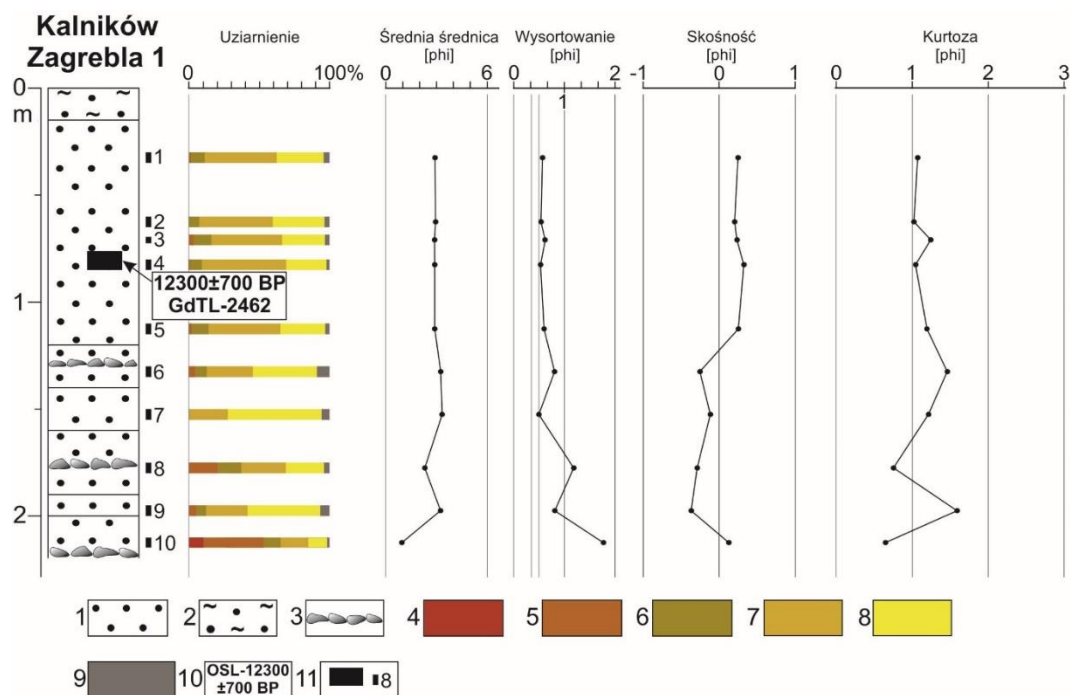 Kalników
Zagrebla 1
Uziarnienie
Średnia średnica
[phi]
Wysortowanie
[phi]
Skośność
[phi]
Kurtoza
[phi]
0
100%
0
6
0
1
2
-1
0
1
0
1
2
3
0
m
1
2
1
2
3
4
5
6
7
8
9
10
12300±700 BP
GdTL-2462
1
2
3
4
5
6
7
8
9
10
OSL-12300
±700 BP
11
8